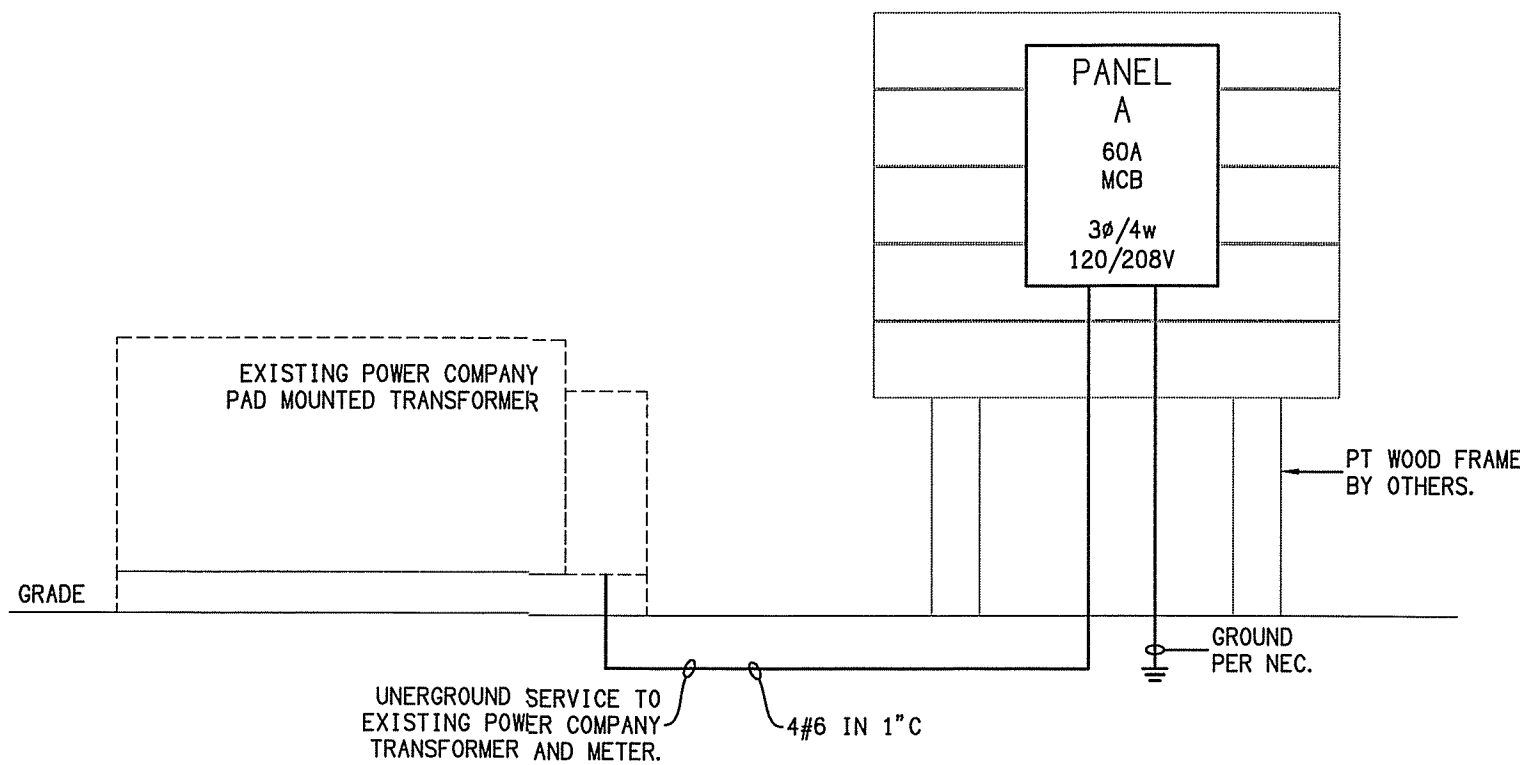 PANEL
A
60A
MCB
3ø/4w
120/208V
EXISTING POWER COMPANY
PAD MOUNTED TRANSFORMER
PT WOOD FRAME
BY OTHERS.
GRADE
GROUND
PER NEC.
UNERGROUND SERVICE TO
EXISTING POWER COMPANY
TRANSFORMER AND METER.
4#6 IN 1"C